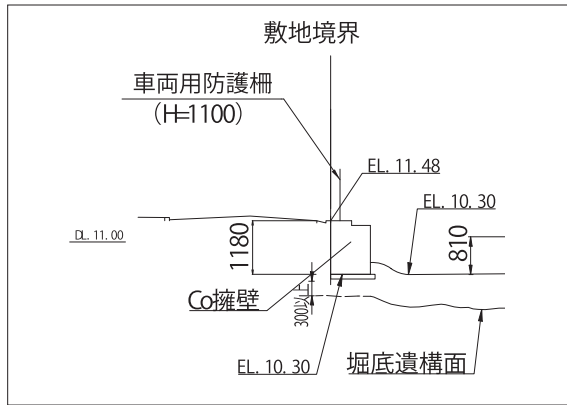 敷地境界
車両用防護柵
（H=1100）
EL. 11. 48
EL. 10. 30
DL. 11. 00
1180
810
Co擁壁
300以上
EL. 10. 30
堀底遺構面